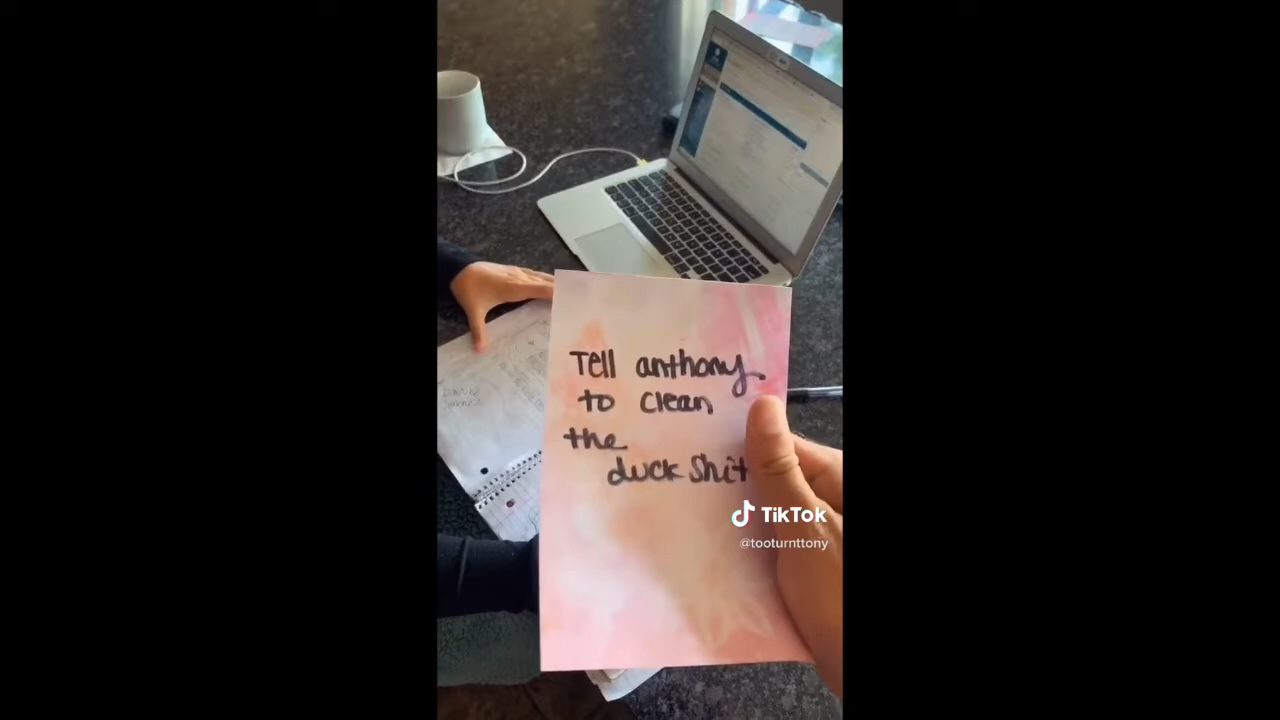 Tell anthony
to clean
the
duck shit
TikTok
@tooturnttony